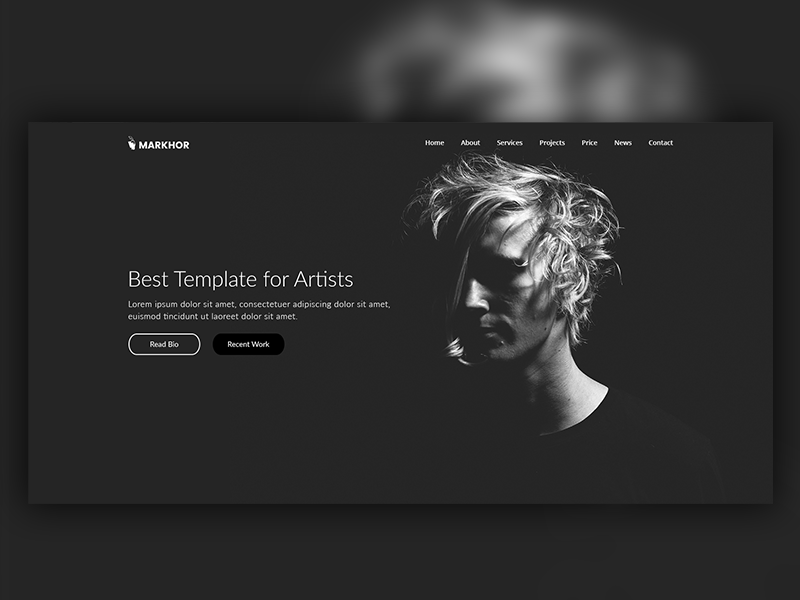 MARKHOR
Home About Services Projects Price News Contact
Best Template for Artists
Lorem ipsum dolor sit amet, consectetuer adipiscing dolor sit amet,
euismod tincidunt ut laoreet dolor sit amet.
Read Bio Recent Work